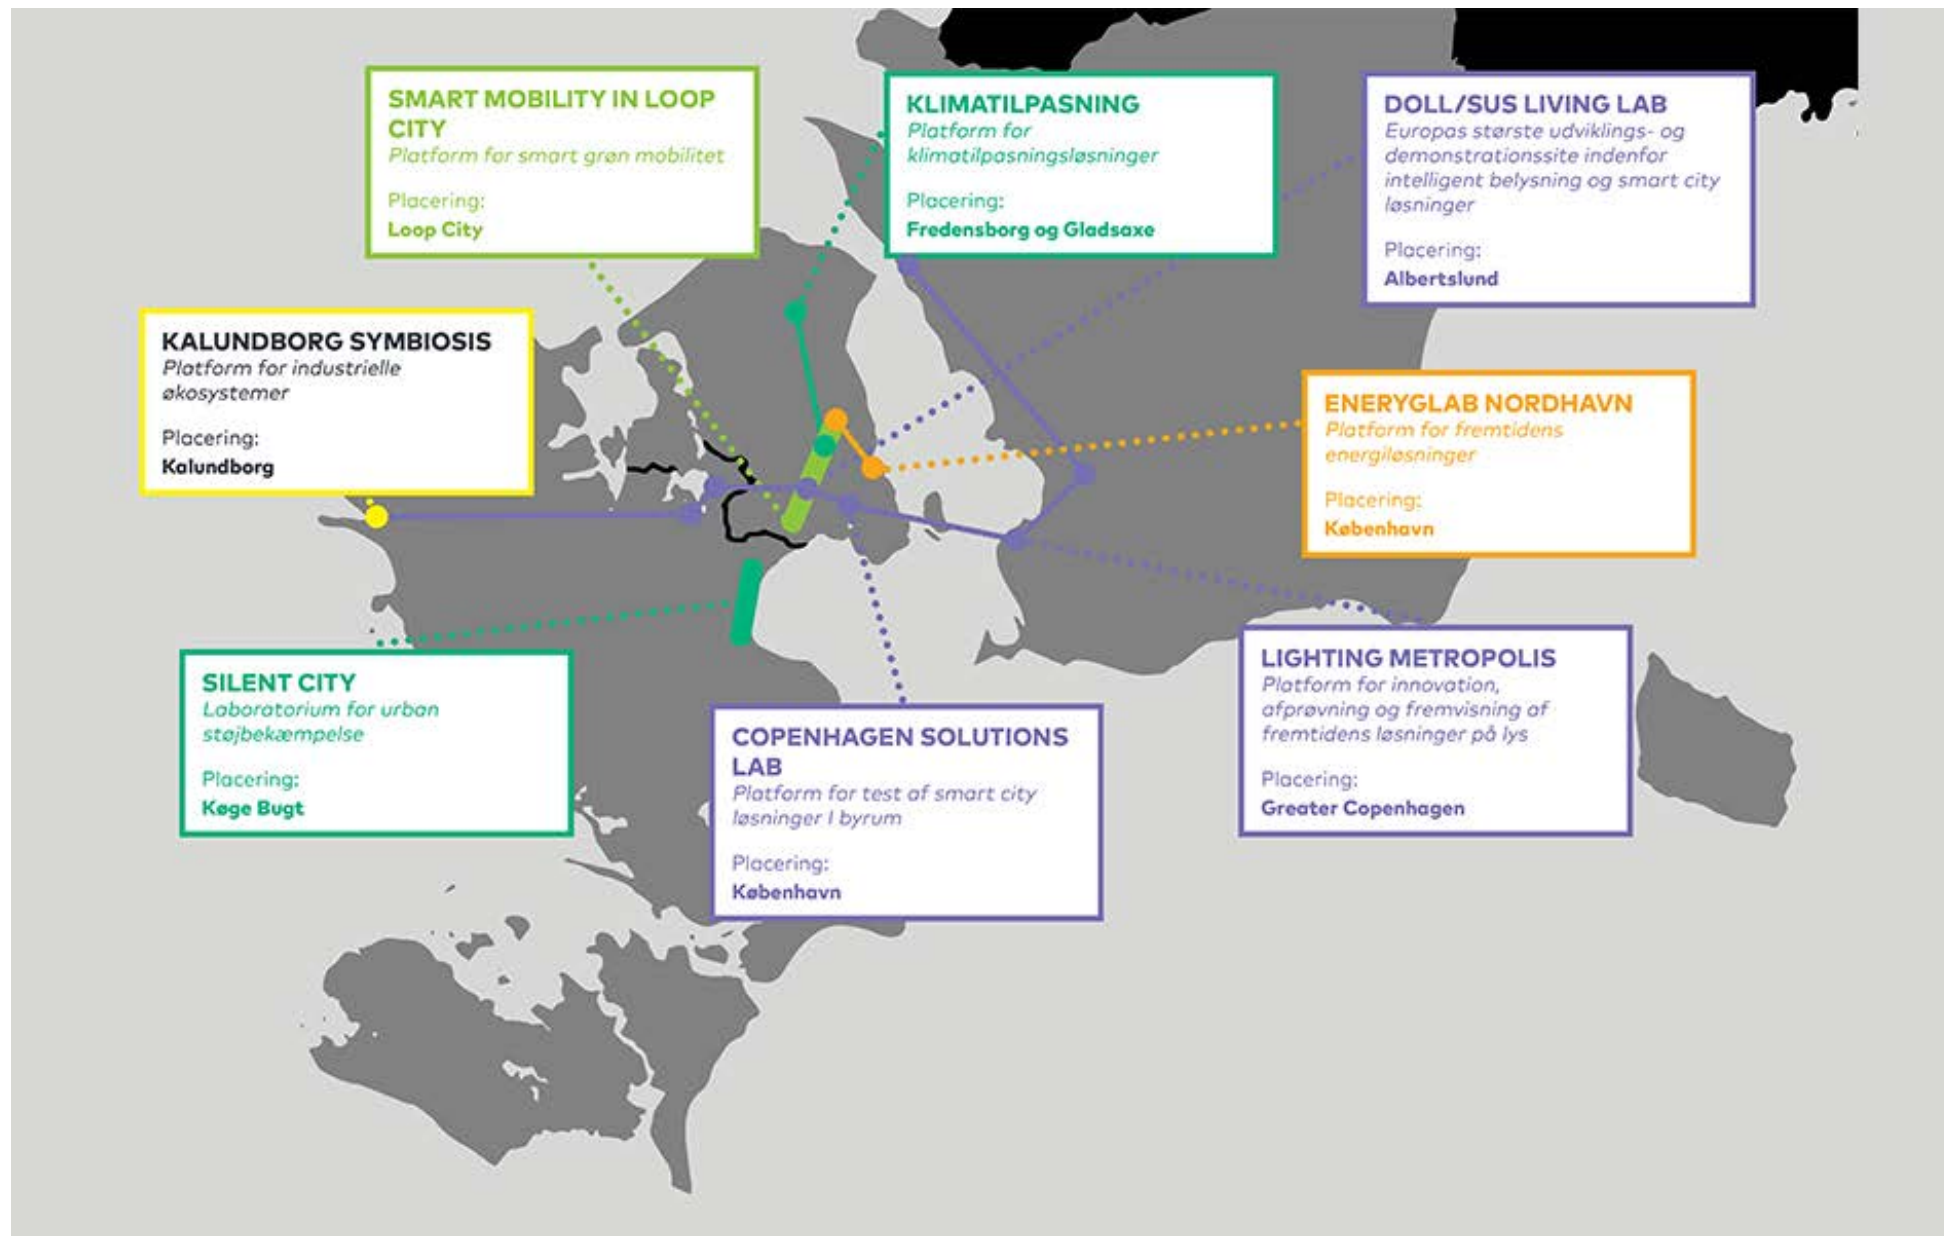 SMART MOBILITY IN LOOP
CITY
Platform for smart grøn mobilitet
Placering:
Loop City
KLIMATILPASNING
Platform for
klimatilpasningsløsninger
Placering:
Fredensborg og Gladsaxe
DOLL/SUS LIVING LAB
Europas største udviklings- og
demonstrationssite indenfor
intelligent belysning og smart city
løsninger
Placering:
Albertslund
KALUNDBORG SYMBIOSIS
Platform for industrielle
økosystemer
Placering:
Kalundborg
ENERYGLAB NORDHAVN
Platform for fremtidens
energiløsninger
Placering:
København
SILENT CITY
Laboratorium for urban
støjbekæmpelse
Placering:
Køge Bugt
COPENHAGEN SOLUTIONS
LAB
Platform for test af smart city
løsninger I byrum
Placering:
København
LIGHTING METROPOLIS
Platform for innovation,
afprøvning og fremvisning af
fremtidens løsninger på lys
Placering:
Greater Copenhagen